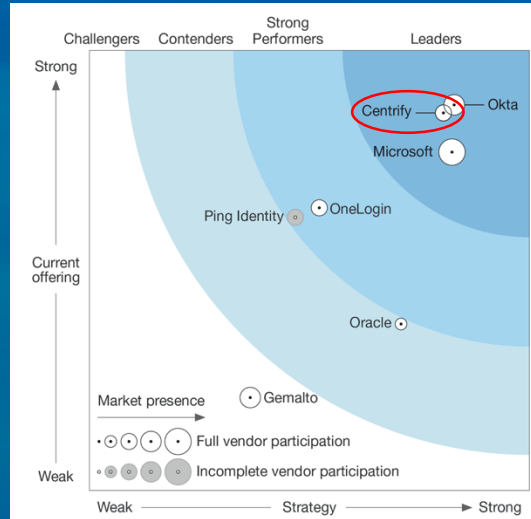 Challengers Contenders Strong Performers Leaders
Strong
Centrify Okta
Microsoft
Ping Identity OneLogin
Current offering
Oracle
Market presence Gemalto
Full vendor participation
Incomplete vendor participation
Weak
Weak Strategy Strong